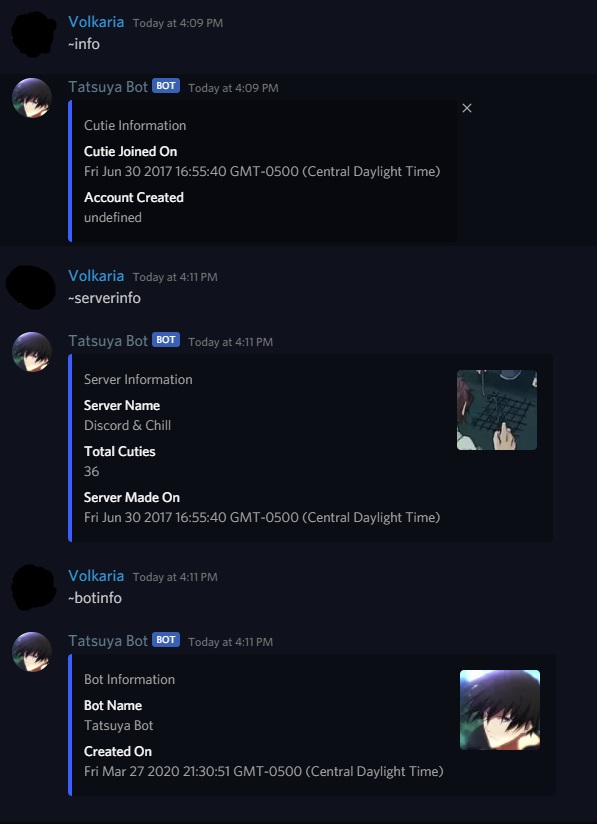 Volkaria Today at 4:09 PM
~info
Tatsuya Bot BOT Today at 4:09 PM
Cutie Information
Cutie Joined On
Fri Jun 30 2017 16:55:40 GMT-0500 (Central Daylight Time)
Account Created
undefined
Volkaria Today at 4:11 PM
~serverinfo
Tatsuya Bot BOT Today at 4:11 PM
Server Information
Server Name
Discord & Chill
Total Cuties
36
Server Made On
Fri Jun 30 2017 16:55:40 GMT-0500 (Central Daylight Time)
Volkaria Today at 4:11 PM
~botinfo
Tatsuya Bot BOT Today at 4:11 PM
Bot Information
Bot Name
Tatsuya Bot
Created On
Fri Mar 27 2020 21:30:51 GMT-0500 (Central Daylight Time)